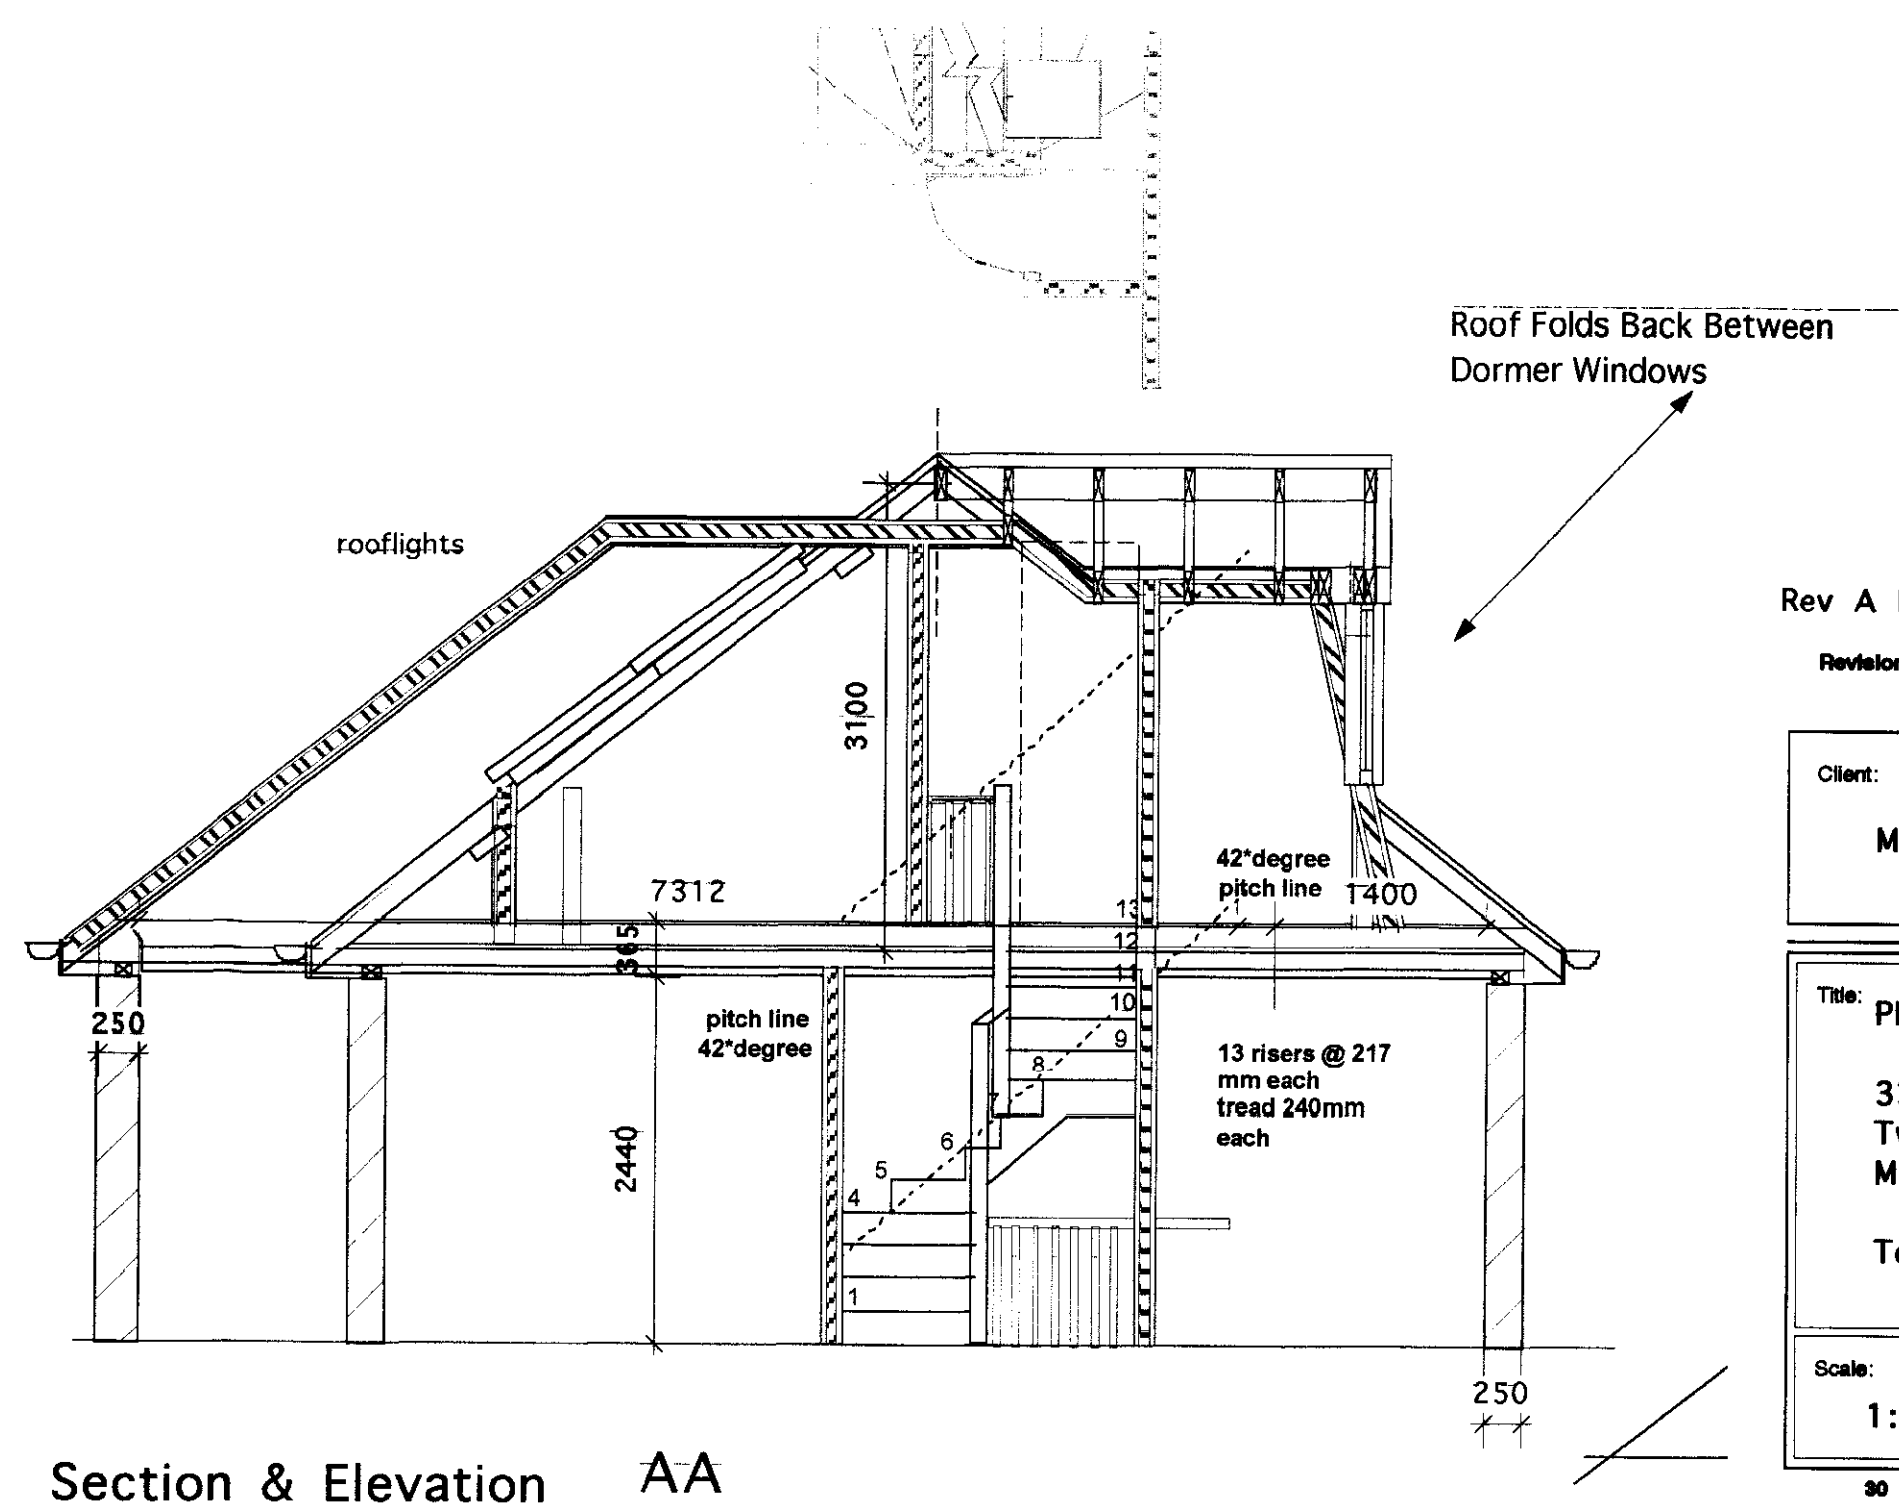 Roof Folds Back Between
Dormer Windows
rooflights
Rev A
Revision
3100
Client:
M
42*degree
pitch line
7312
1400
13
365
12
11
Title:
10
250
pitch line
42*degree
9
13 risers @ 217
mm each
tread 240mm
each
8
6
5
4
2440
1
Scale:
1:
250
Section & Elevation AA
30